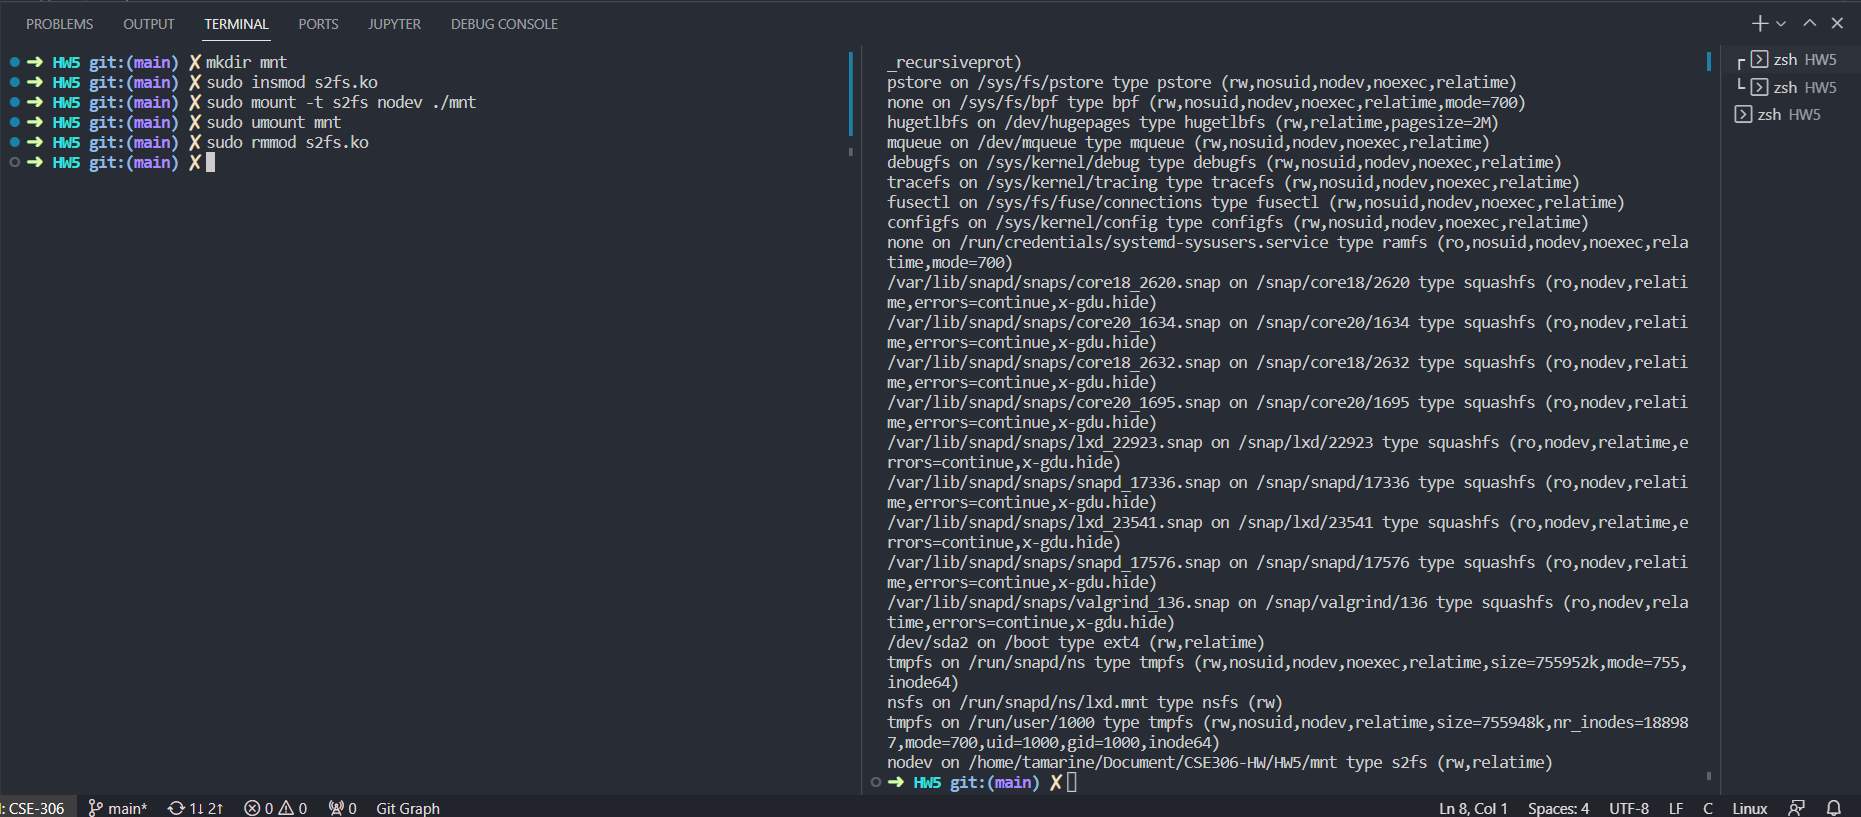 PROBLEMS OUTPUT TERMINAL PORTS JUPYTER DEBUG CONSOLE
➜ HW5 git:(main) ✗ mkdir mnt
➜ HW5 git:(main) ✗ sudo insmod s2fs.ko
➜ HW5 git:(main) ✗ sudo mount -t s2fs nodev ./mnt
➜ HW5 git:(main) ✗ sudo umount mnt
➜ HW5 git:(main) ✗ sudo rmmod s2fs.ko
➜ HW5 git:(main) ✗
_recursiveprot)
pstore on /sys/fs/pstore type pstore (rw,nosuid,nodev,noexec,relatime)
none on /sys/fs/bpf type bpf (rw,nosuid,nodev,noexec,relatime,mode=700)
hugetlbfs on /dev/hugepages type hugetlbfs (rw,relatime,pagesize=2M)
mqueue on /dev/mqueue type mqueue (rw,nosuid,nodev,noexec,relatime)
debugfs on /sys/kernel/debug type debugfs (rw,nosuid,nodev,noexec,relatime)
tracefs on /sys/kernel/tracing type tracefs (rw,nosuid,nodev,noexec,relatime)
fusectl on /sys/fs/fuse/connections type fusectl (rw,nosuid,nodev,noexec,relatime)
configfs on /sys/kernel/config type configfs (rw,nosuid,nodev,noexec,relatime)
none on /run/credentials/systemd-sysusers.service type ramfs (ro,nosuid,nodev,noexec,rela
time,mode=700)
/var/lib/snapd/snaps/core18_2620.snap on /snap/core18/2620 type squashfs (ro,nodev,relati
me,errors=continue,x-gdu.hide)
/var/lib/snapd/snaps/core20_1634.snap on /snap/core20/1634 type squashfs (ro,nodev,relati
me,errors=continue,x-gdu.hide)
/var/lib/snapd/snaps/core18_2632.snap on /snap/core18/2632 type squashfs (ro,nodev,relati
me,errors=continue,x-gdu.hide)
/var/lib/snapd/snaps/core20_1695.snap on /snap/core20/1695 type squashfs (ro,nodev,relati
me,errors=continue,x-gdu.hide)
/var/lib/snapd/snaps/lxd_22923.snap on /snap/lxd/22923 type squashfs (ro,nodev,relatime,e
rrors=continue,x-gdu.hide)
/var/lib/snapd/snaps/snapd_17336.snap on /snap/snapd/17336 type squashfs (ro,nodev,relati
me,errors=continue,x-gdu.hide)
/var/lib/snapd/snaps/lxd_23541.snap on /snap/lxd/23541 type squashfs (ro,nodev,relatime,e
rrors=continue,x-gdu.hide)
/var/lib/snapd/snaps/snapd_17576.snap on /snap/snapd/17576 type squashfs (ro,nodev,relati
me,errors=continue,x-gdu.hide)
/var/lib/snapd/snaps/valgrind_136.snap on /snap/valgrind/136 type squashfs (ro,nodev,rela
time,errors=continue,x-gdu.hide)
/dev/sda2 on /boot type ext4 (rw,relatime)
tmpfs on /run/snapd/ns type tmpfs (rw,nosuid,nodev,noexec,relatime,size=755952k,mode=755,
inode64)
nsfs on /run/snapd/ns/lxd.mnt type nsfs (rw)
tmpfs on /run/user/1000 type tmpfs (rw,nosuid,nodev,relatime,size=755948k,nr_inodes=18898
7,mode=700,uid=1000,gid=1000,inode64)
nodev on /home/tamarine/Document/CSE306-HW/HW5/mnt type s2fs (rw,relatime)
➜ HW5 git:(main) ✗
zsh HW5
zsh HW5
zsh HW5
: CSE-306 main* 1↓ 2↑ 0 0 0 Git Graph Ln 8, Col 1 Spaces: 4 UTF-8 LF C Linux